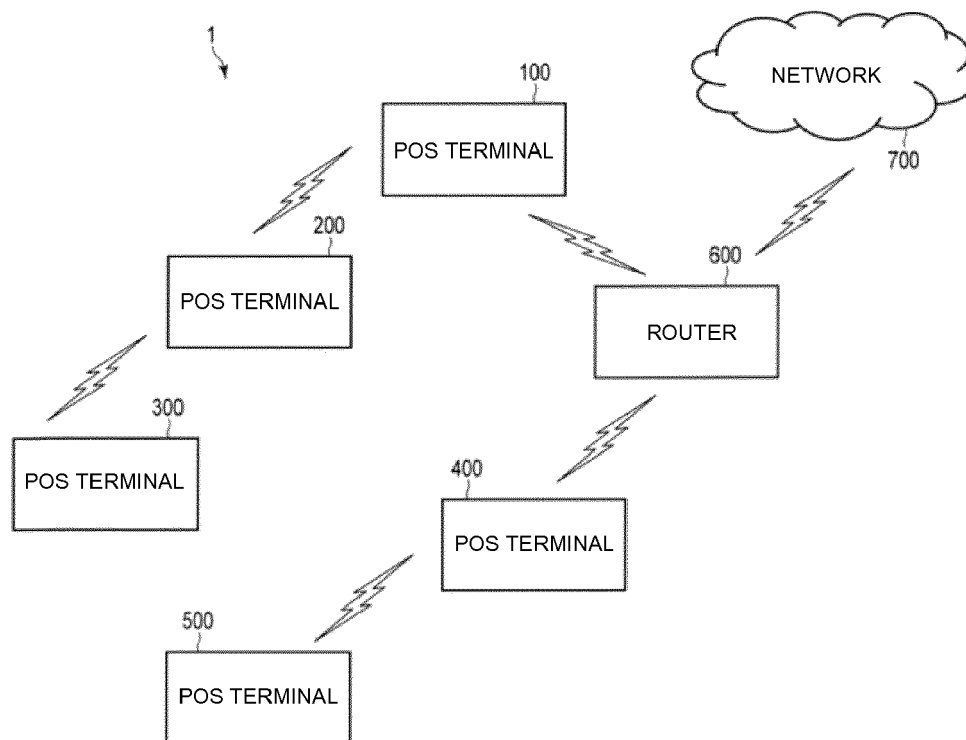 1
100
POS TERMINAL
NETWORK
700
200
POS TERMINAL
600
ROUTER
300
POS TERMINAL
400
POS TERMINAL
500
POS TERMINAL